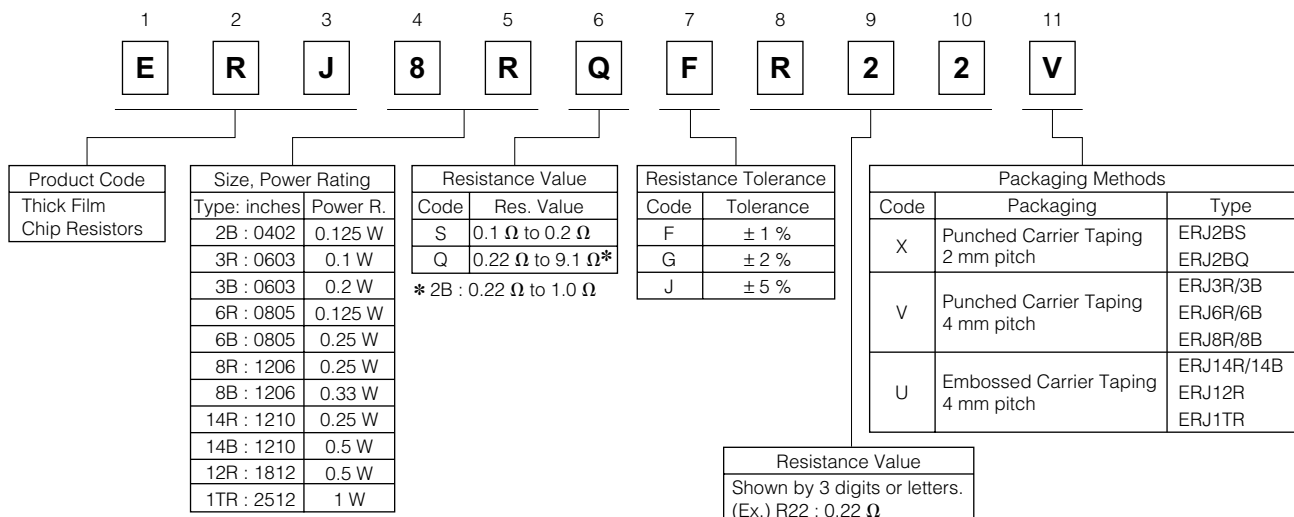 1 2 3 4 5 6 7 8 9 10 11
E R J 8 R Q F R 2 2 V
Product Code
Thick Film
Chip Resistors
Size, Power Rating
Type: inches Power R.
2B : 0402 0.125 W
3R : 0603 0.1 W
3B : 0603 0.2 W
6R : 0805 0.125 W
6B : 0805 0.25 W
8R : 1206 0.25 W
8B : 1206 0.33 W
14R : 1210 0.25 W
14B : 1210 0.5 W
12R : 1812 0.5 W
1TR : 2512 1 W
Resistance Value
Code Res. Value
S 0.1 Ω to 0.2 Ω
Q 0.22 Ω to 9.1 Ω*
* 2B : 0.22 Ω to 1.0 Ω
Resistance Tolerance
Code Tolerance
F ± 1 %
G ± 2 %
J ± 5 %
Resistance Value
Shown by 3 digits or letters.
(Ex.) R22 : 0.22 Ω
Packaging Methods
Code Packaging Type
X Punched Carrier Taping ERJ2BS
2 mm pitch ERJ2BQ
ERJ3R/3B
V Punched Carrier Taping ERJ6R/6B
4 mm pitch ERJ8R/8B
ERJ14R/14B
U Embossed Carrier Taping ERJ12R
4 mm pitch ERJ1TR